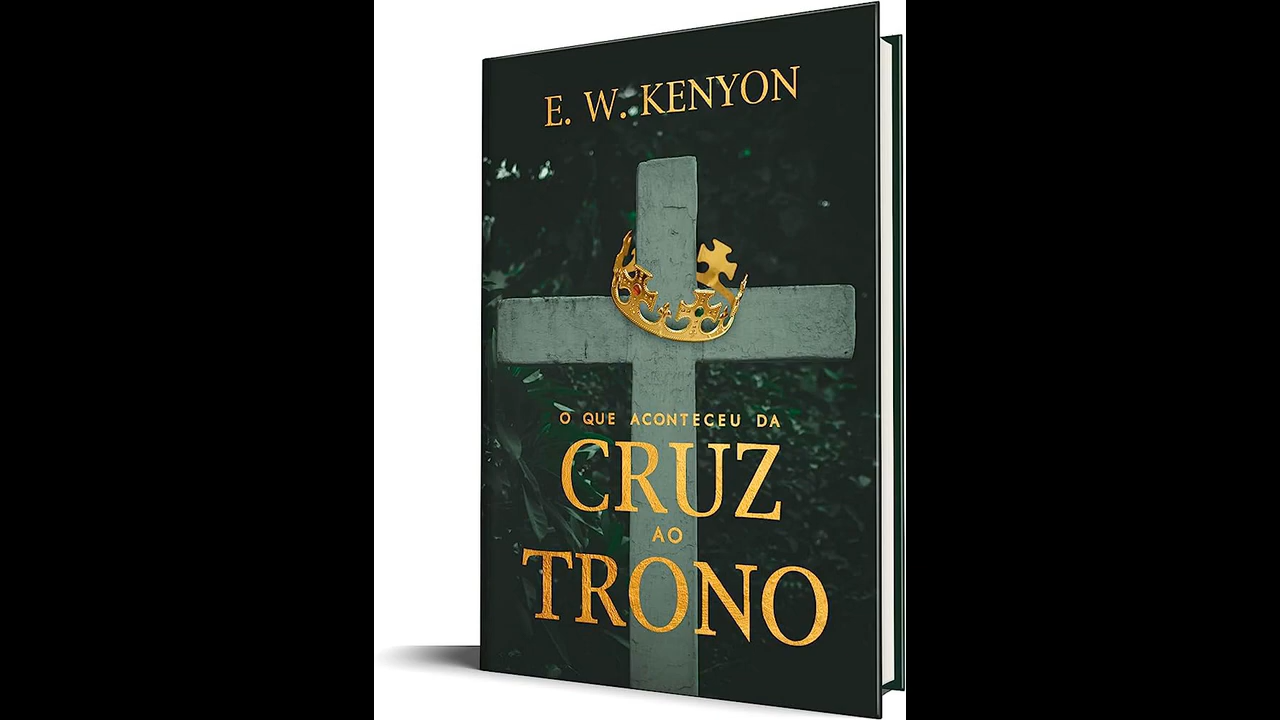 E. W. KENYON
O QUE ACONTECEU DA
CRUZ
AO
TRONO